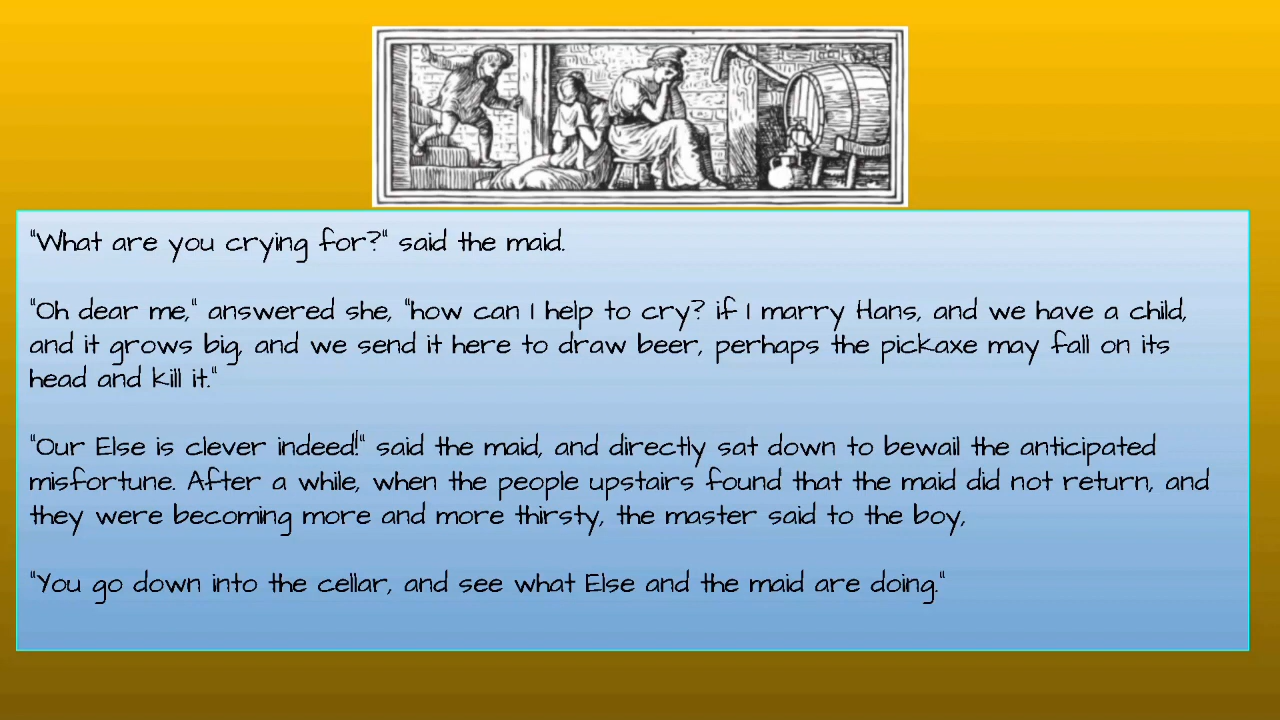 "What are you crying for?" said the maid.
"Oh dear me," answered she, "how can I help to cry? if I marry Hans, and we have a child,
and it grows big, and we send it here to draw beer, perhaps the pickaxe may fall on its
head and kill it."
"Our Else is clever indeed!" said the maid, and directly sat down to bewail the anticipated
misfortune. After a while, when the people upstairs found that the maid did not return, and
they were becoming more and more thirsty, the master said to the boy,
"You go down into the cellar, and see what Else and the maid are doing."